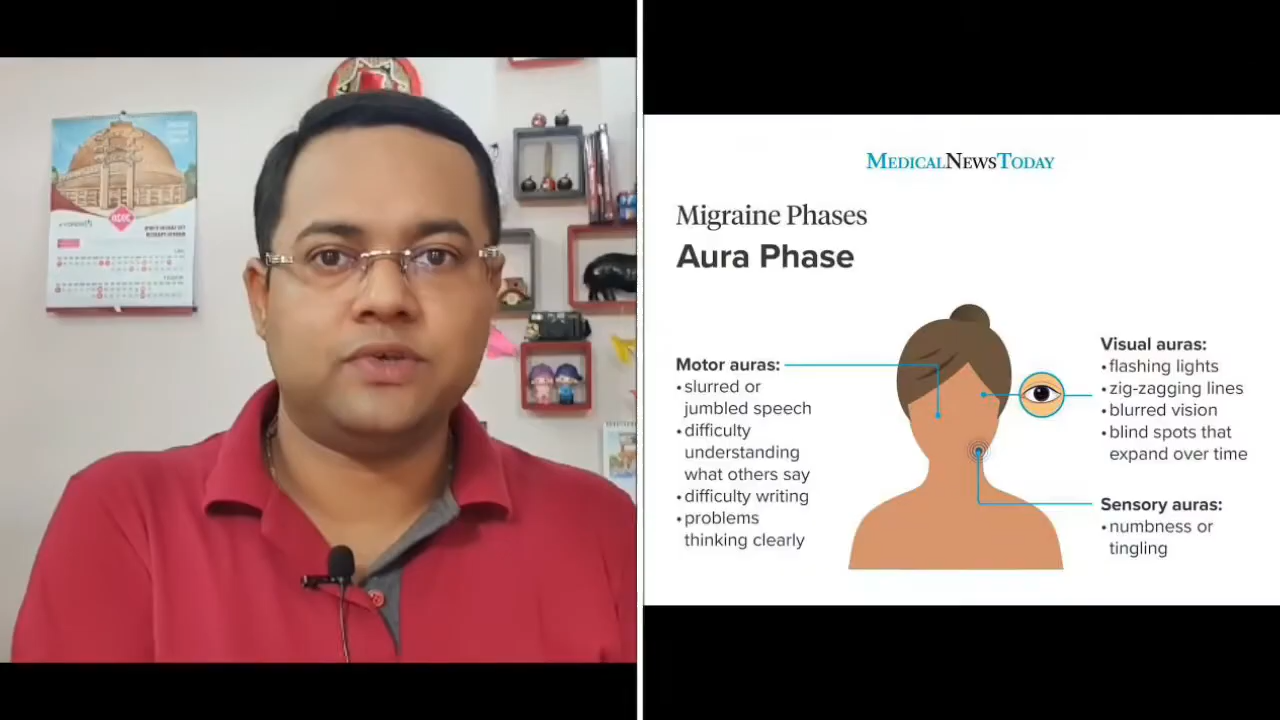 MEDICALNEWSTODAY
Migraine Phases
Aura Phase
Motor auras:
• slurred or
jumbled speech
• difficulty
understanding
what others say
• difficulty writing
• problems
thinking clearly
Visual auras:
• flashing lights
• zig-zagging lines
• blurred vision
• blind spots that
expand over time
Sensory auras:
• numbness or
tingling
2020